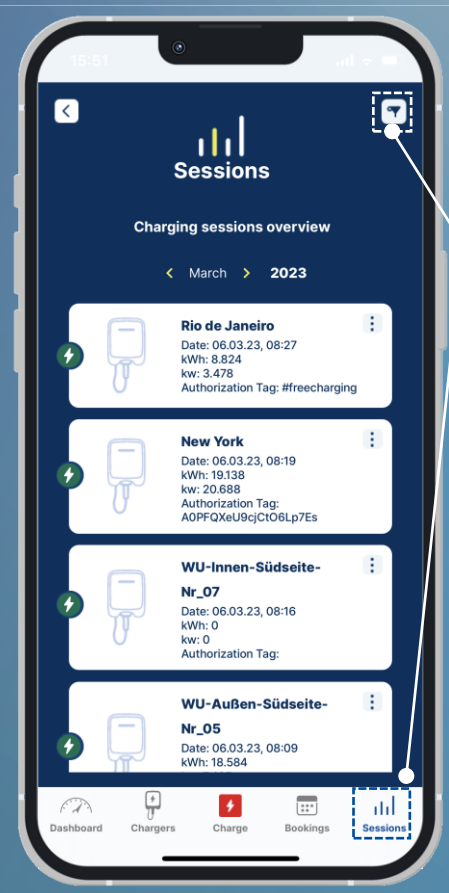 15:51
Sessions
Charging sessions overview
March 2023
Rio de Janeiro
Date: 06.03.23, 08:27
kWh: 8.824
kw: 3.478
Authorization Tag: #freecharging
New York
Date: 06.03.23, 08:19
kWh: 19.138
kw: 20.688
Authorization Tag:
A0PFQXeU9cjCtO6Lp7Es
WU-Innen-Südseite-
Nr_07
Date: 06.03.23, 08:16
kWh: 0
kw: 0
Authorization Tag:
WU-Außen-Südseite-
Nr_05
Date: 06.03.23, 08:09
kWh: 18.584
Dashboard
Chargers
Charge
Bookings
Sessions